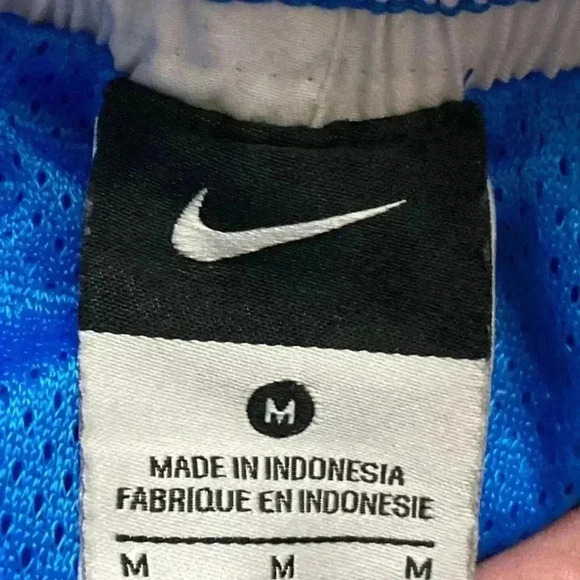 M
MADE IN INDONESIA
FABRIQUE EN INDONESIE
M M M